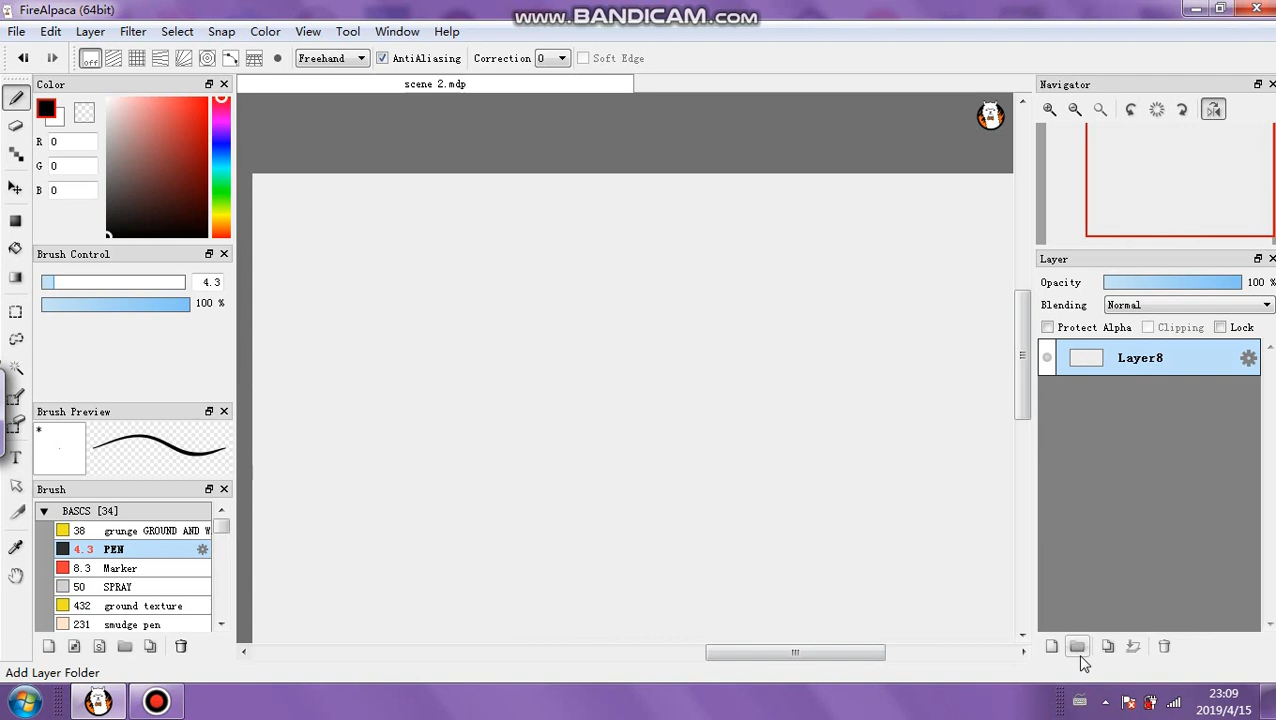 FireAlpaca (64bit)
www.BANDICAM.com
File Edit Layer Filter Select Snap Color View Tool Window Help
off Freehand AntiAliasing Correction 0 Soft Edge
Color
scene 2.mdp
Navigator
R 0
G 0
B 0
Brush Control
Layer
4.3
Opacity 100 %
100 %
Blending Normal
Protect Alpha Clipping Lock
Layer8
Brush Preview
*
T
Brush
BASCS [34]
38 grunge GROUND AND W
4.3 PEN
8.3 Marker
50 SPRAY
432 ground texture
231 smudge pen
S
Add Layer Folder
23:09
2019/4/15